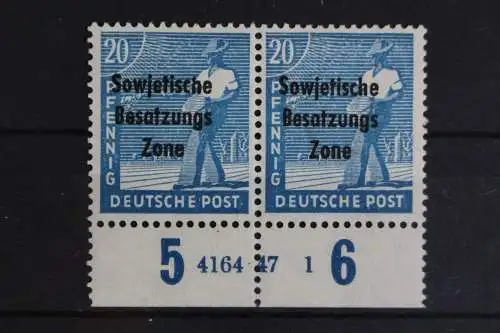 20 20
PFENNIG PFENNIG
Sowjetische Sowjetische
Besatzungs Besatzungs
Zone Zone
DEUTSCHE POST DEUTSCHE POST
5 4164 47 1 6